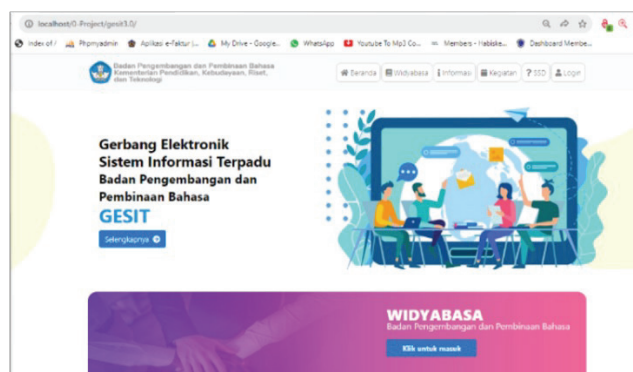 localhost/0-Project/gesit3.0/
Index of / Phpmyadmin Aplikasi e-Faktur |... My Drive - Google... WhatsApp Youtube To Mp3 Co... Members - Habiske... Dashboard Membe...
Badan Pengembangan dan Pembinaan Bahasa
Kementerian Pendidikan, Kebudayaan, Riset,
dan Teknologi
Beranda Widyabasa Informasi Kegiatan SSD Login
Gerbang Elektronik
Sistem Informasi Terpadu
Badan Pengembangan dan
Pembinaan Bahasa
GESIT
Selengkapnya
WIDYABASA
Badan Pengembangan dan Pembinaan Bahasa
Klik untuk masuk